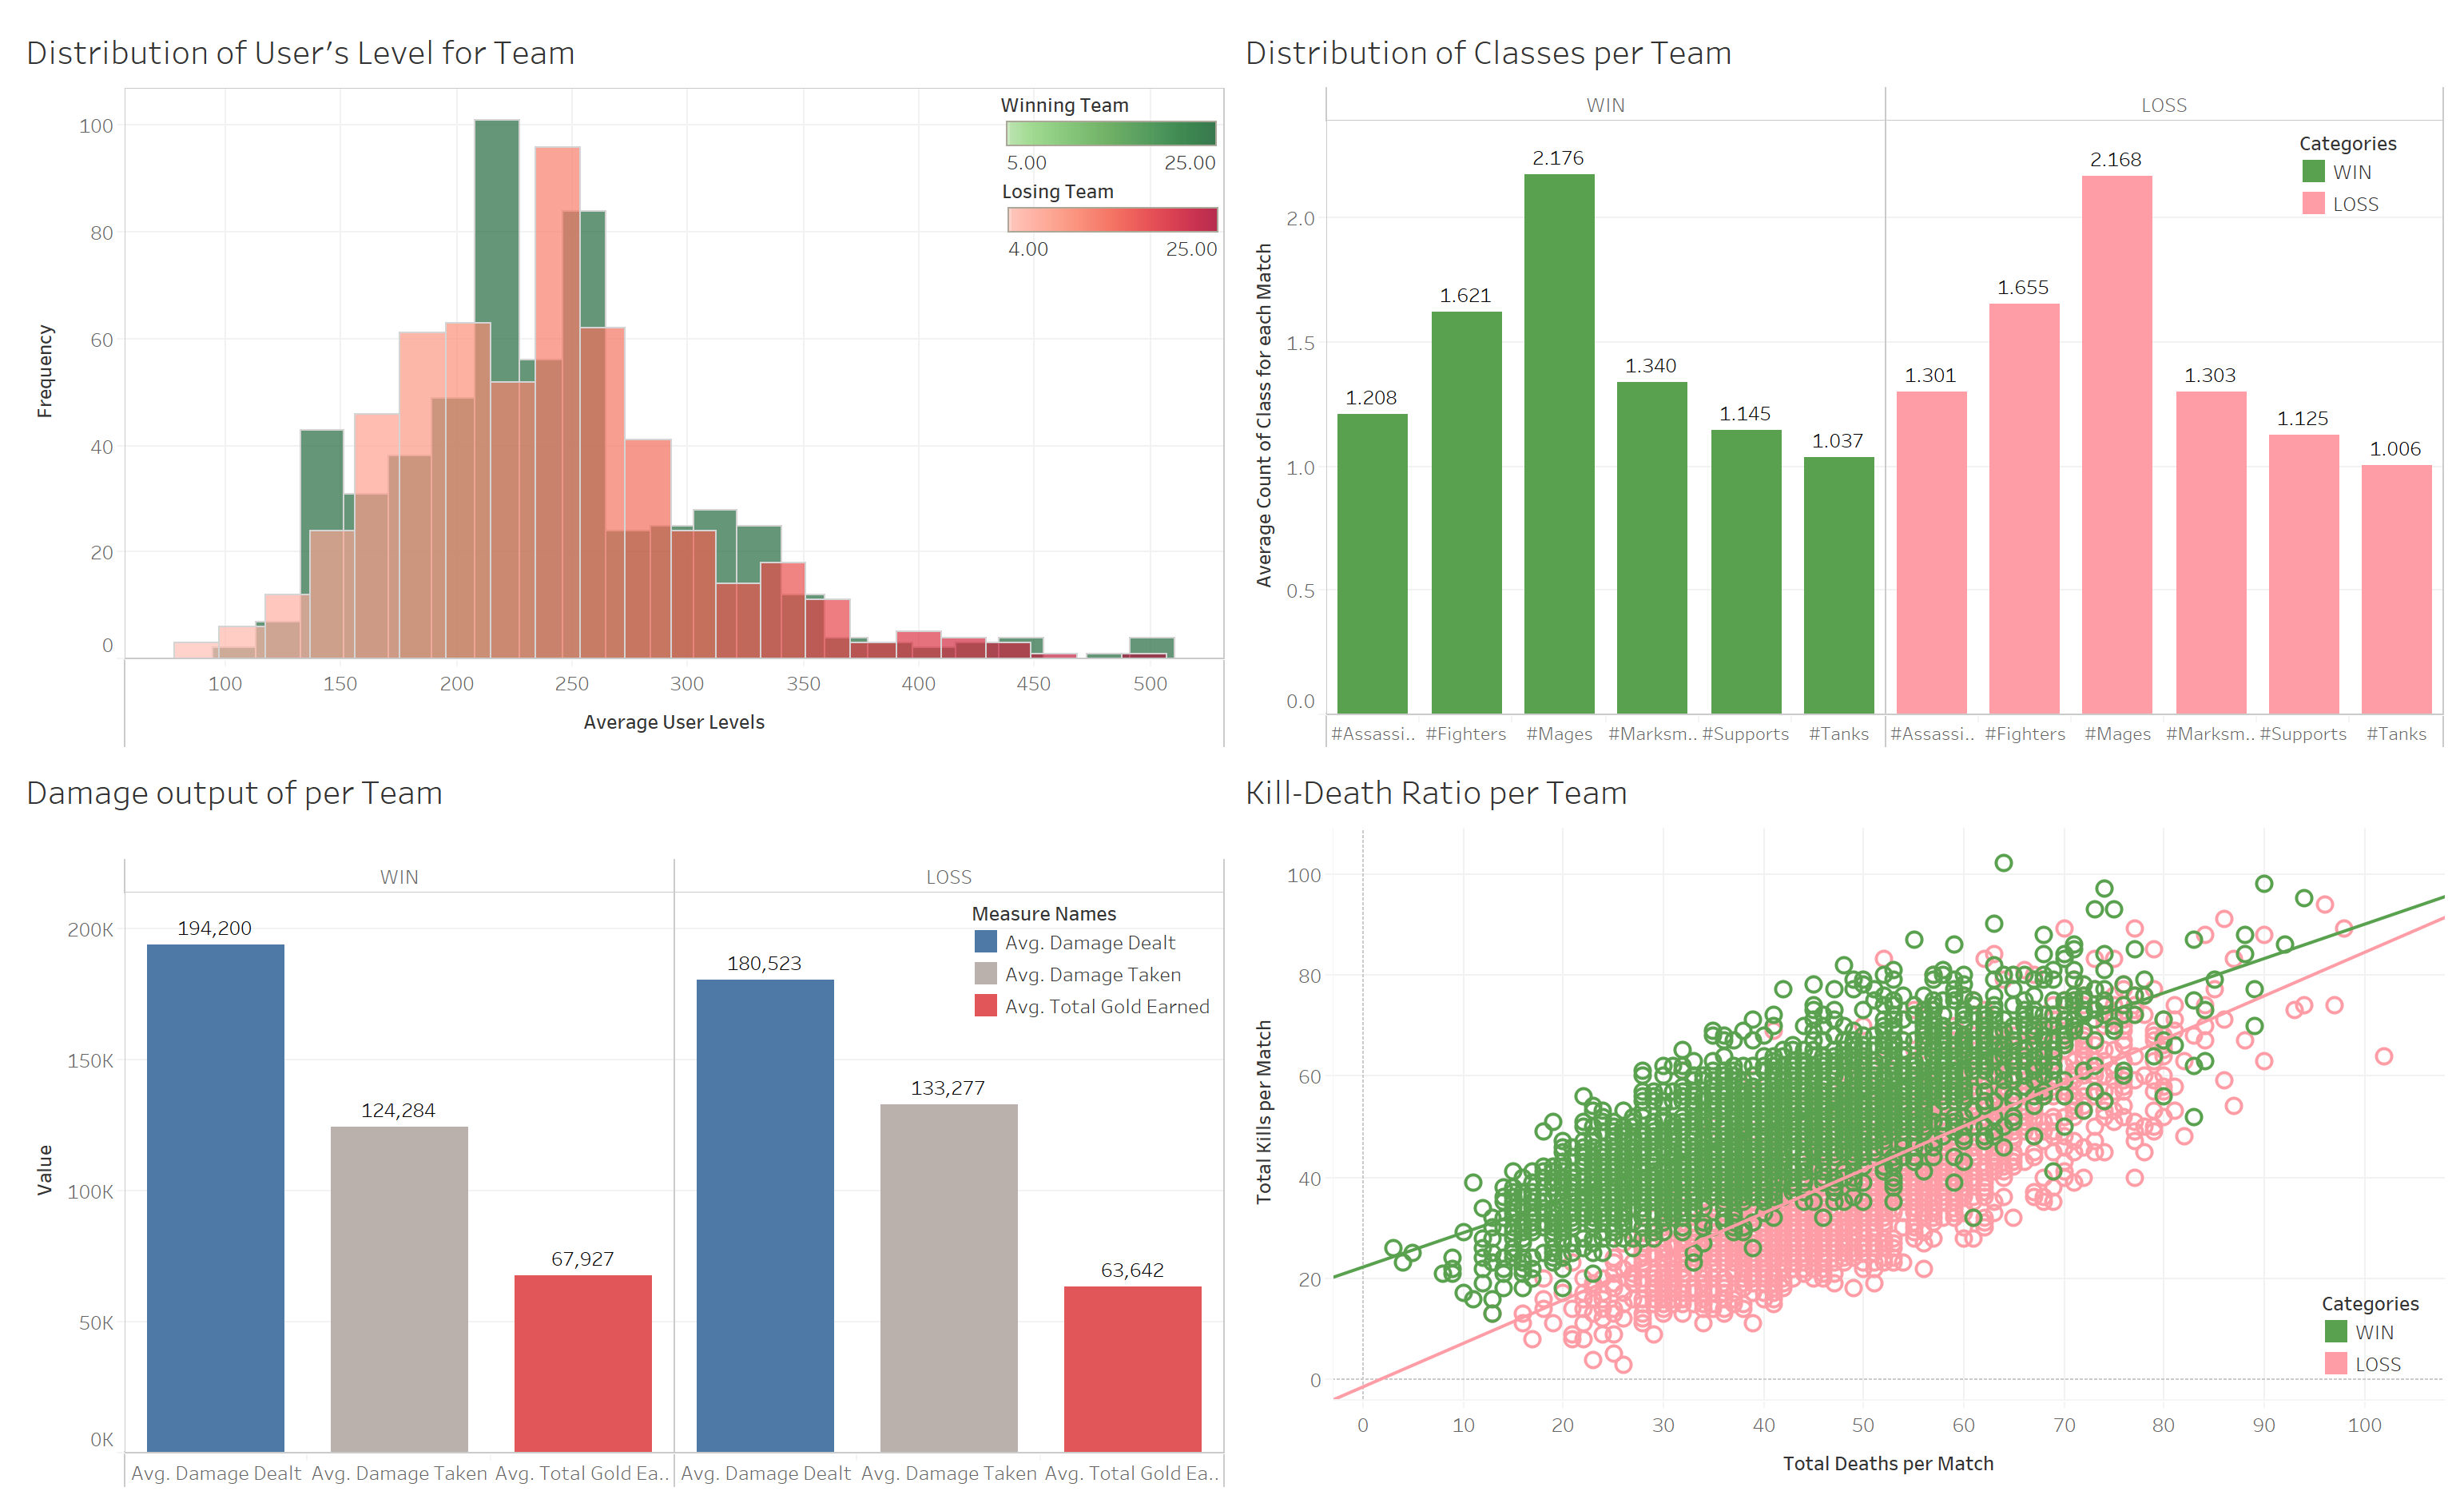 Distribution of User's Level for Team
Winning Team
5.00 25.00
Losing Team
4.00 25.00
Frequency
100
80
60
40
20
0
100 150 200 250 300 350 400 450 500
Average User Levels
Distribution of Classes per Team
WIN LOSS
Categories
WIN
LOSS
Average Count of Class for each Match
2.0
1.5
1.0
0.5
0.0
1.208 1.621 2.176 1.340 1.145 1.037
1.301 1.655 2.168 1.303 1.125 1.006
#Assassi.. #Fighters #Mages #Marksm.. #Supports #Tanks
#Assassi.. #Fighters #Mages #Marksm.. #Supports #Tanks
Damage output of per Team
WIN LOSS
Measure Names
Avg. Damage Dealt
Avg. Damage Taken
Avg. Total Gold Earned
Value
200K
150K
100K
50K
0K
194,200 124,284 67,927
180,523 133,277 63,642
Avg. Damage Dealt Avg. Damage Taken Avg. Total Gold Ea..
Avg. Damage Dealt Avg. Damage Taken Avg. Total Gold Ea..
Kill-Death Ratio per Team
Total Kills per Match
100
80
60
40
20
0
Categories
WIN
LOSS
0 10 20 30 40 50 60 70 80 90 100
Total Deaths per Match